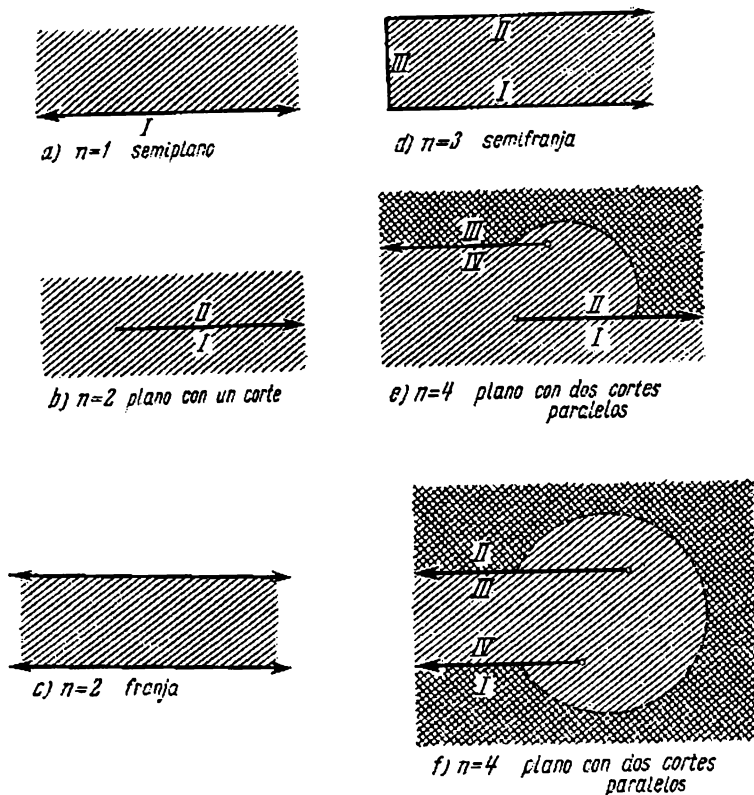 I
a) n=1 semiplano
II
III
I
d) n=3 semifranja
II
I
b) n=2 plano con un corte
III
IV
II
I
e) n=4 plano con dos cortes
paralelos
c) n=2 franja
II
III
IV
I
f) n=4 plano con dos cortes
paralelos